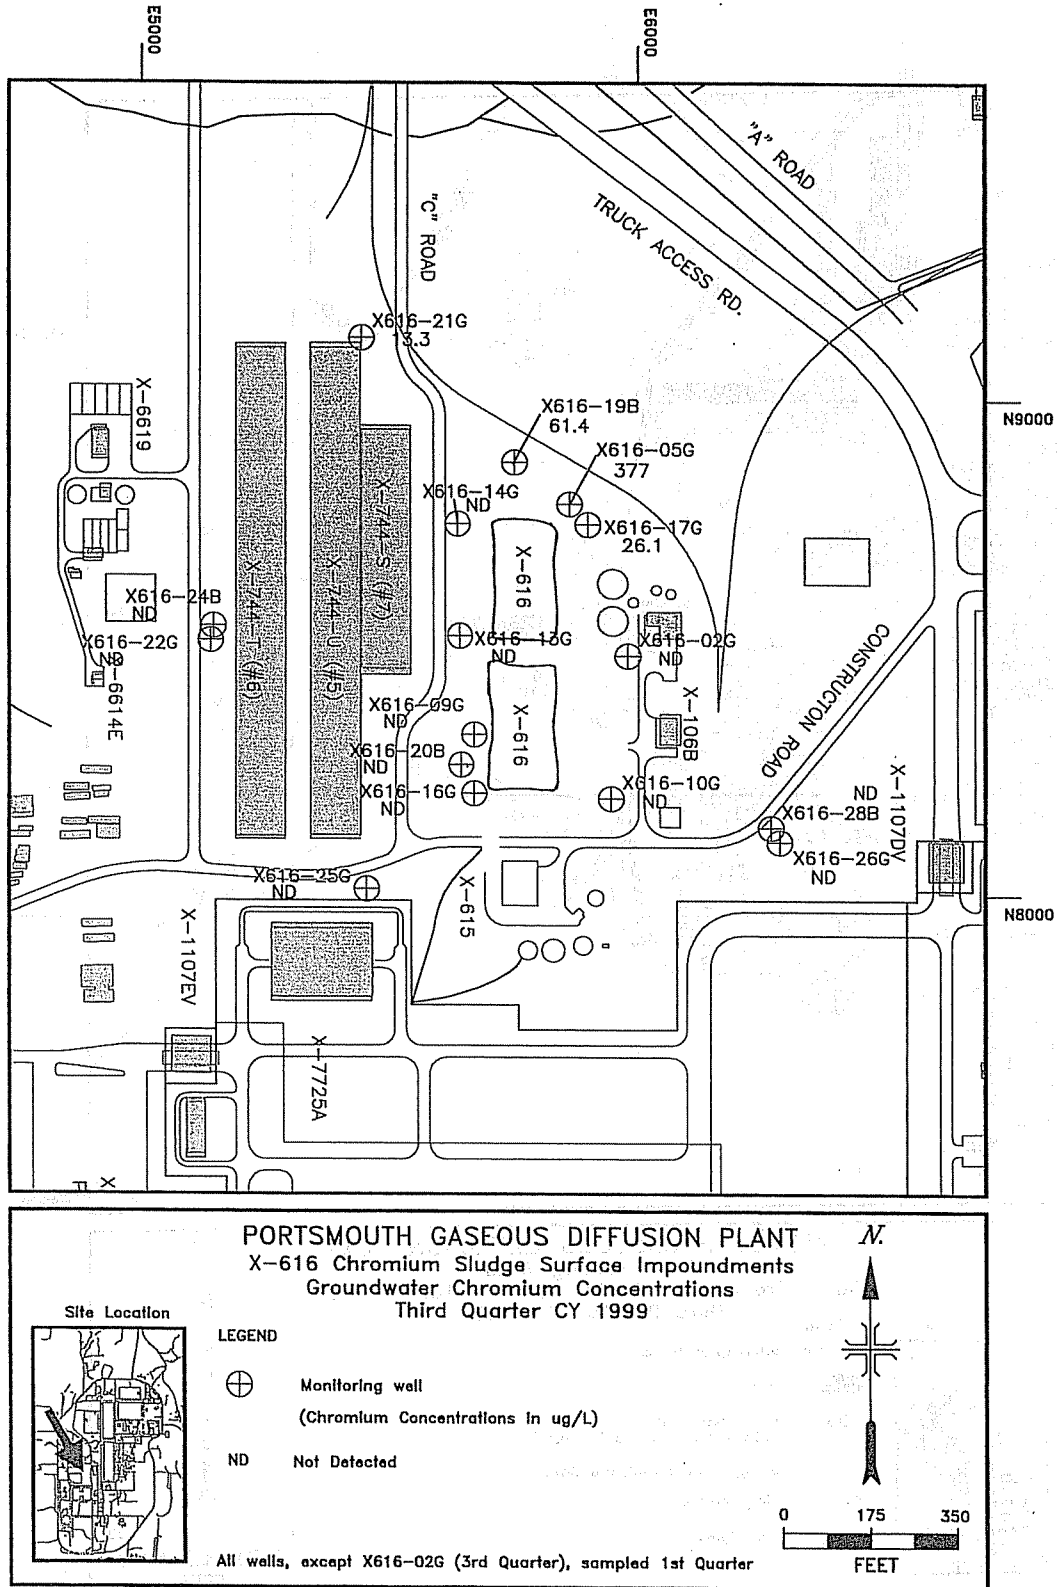 E5000
E6000
"A" ROAD
TRUCK ACCESS RD.
"C" ROAD
X616-21G
13.3
X-6619
N9000
X616-19B
61.4
X616-05G
377
X616-14G
ND
X616-17G
26.1
X-744-S (#7)
X-744-U (#5)
X-744-T (#6)
X-616
X616-24B
ND
X616-22G
ND
X-6614E
X616-13G
ND
X616-02G
ND
CONSTRUCTON ROAD
X616-09G
ND
X-616
X-106B
X616-20B
ND
X616-16G
ND
X616-10G
ND
X-1107DV
ND
X616-28B
X616-26G
ND
X616-25G
ND
X-615
N8000
X-1107EV
X-7725A
X
PORTSMOUTH GASEOUS DIFFUSION PLANT
X-616 Chromium Sludge Surface Impoundments
Groundwater Chromium Concentrations
Third Quarter CY 1999
N.
Site Location
LEGEND
Monitoring well
(Chromium Concentrations in ug/L)
ND Not Detected
0 175 350
FEET
All wells, except X616-02G (3rd Quarter), sampled 1st Quarter